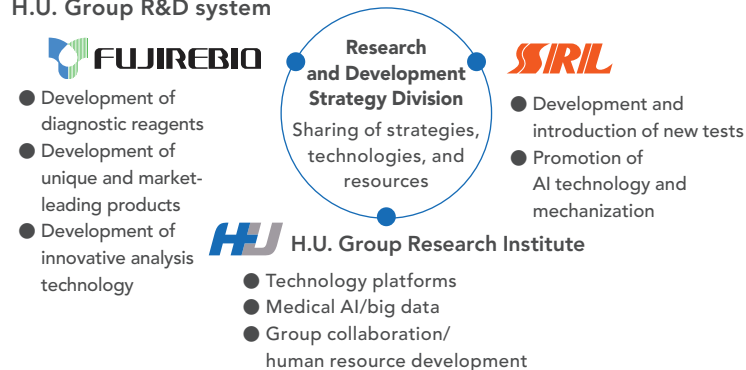 H.U. Group R&D system
FUJIREBIO
● Development of
diagnostic reagents
● Development of
unique and market-
leading products
● Development of
innovative analysis
technology
Research
and Development
Strategy Division
Sharing of strategies,
technologies, and
resources
SRL
● Development and
introduction of new tests
● Promotion of
AI technology and
mechanization
HU H.U. Group Research Institute
● Technology platforms
● Medical AI/big data
● Group collaboration/
human resource development